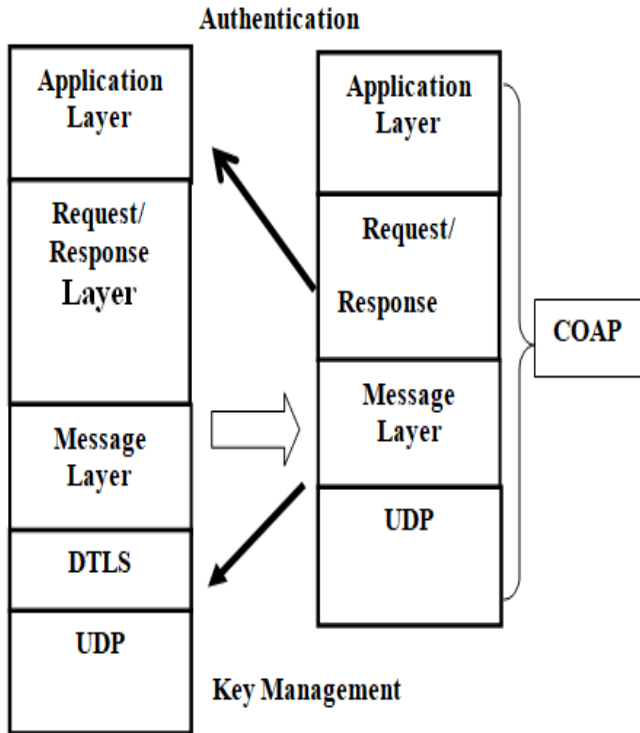 Authentication
Application
Layer
Request/
Response
Layer
Message
Layer
DTLS
UDP
Application
Layer
Request/
Response
Message
Layer
UDP
COAP
Key Management